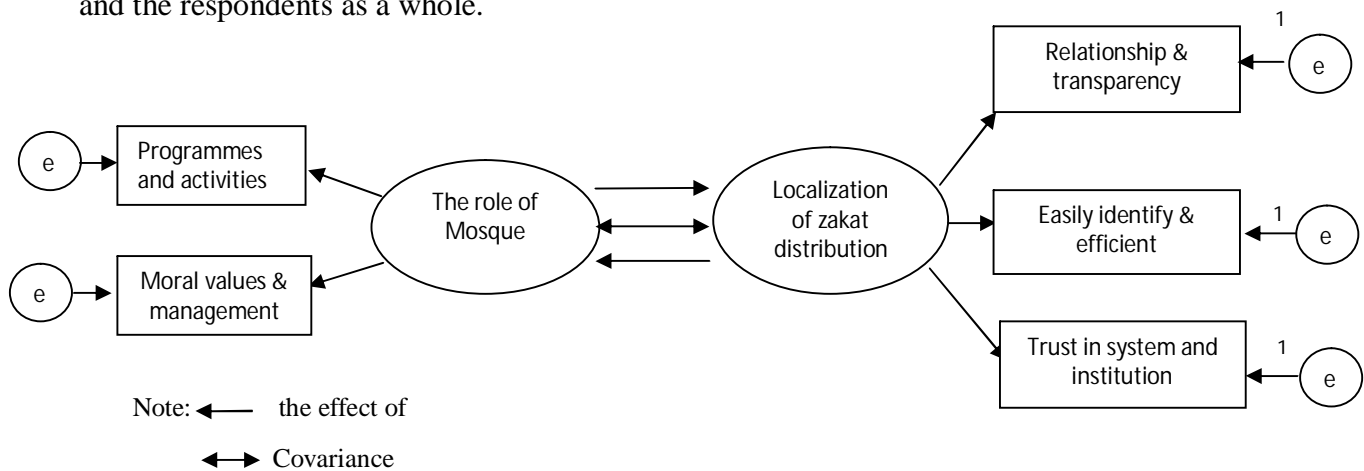 and the respondents as a whole.
1
Relationship &
transparency
e
e
Programmes
and activities
The role of
Mosque
Localization
of zakat
distribution
Easily identify &
efficient
1
e
e
Moral values &
management
Trust in system and
institution
1
e
Note: the effect of
Covariance